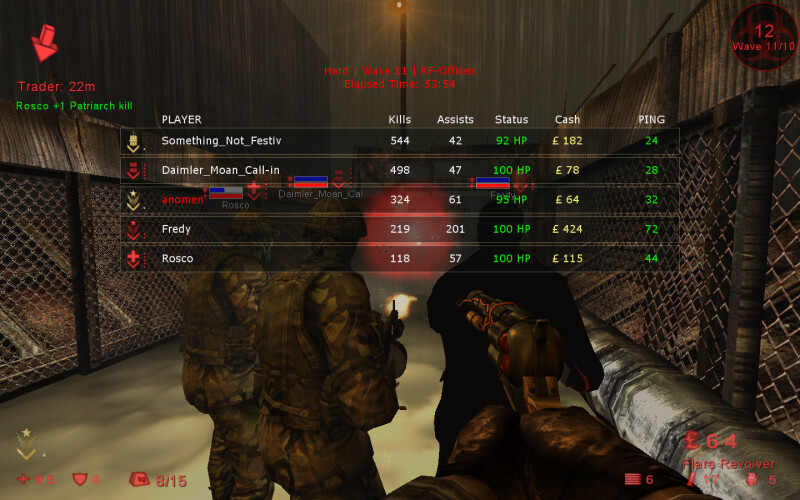 12
Wave 11/10
Hard | Wave 11 | KF-Offices
Elapsed Time: 53:54
Trader: 22m
Rosco +1 Patriarch kill
PLAYER Kills Assists Status Cash PING
Something_Not_Festiv 544 42 92 HP £ 182 24
Daimler_Moan_Call-in 498 47 100 HP £ 78 28
Daimler_Moan_Cal
Rosco
anomen 324 61 95 HP £ 64 32
Fredy 219 201 100 HP £ 424 72
Rosco 118 57 100 HP £ 115 44
£ 64
Flare Revolver
0 8/15 6 17 5